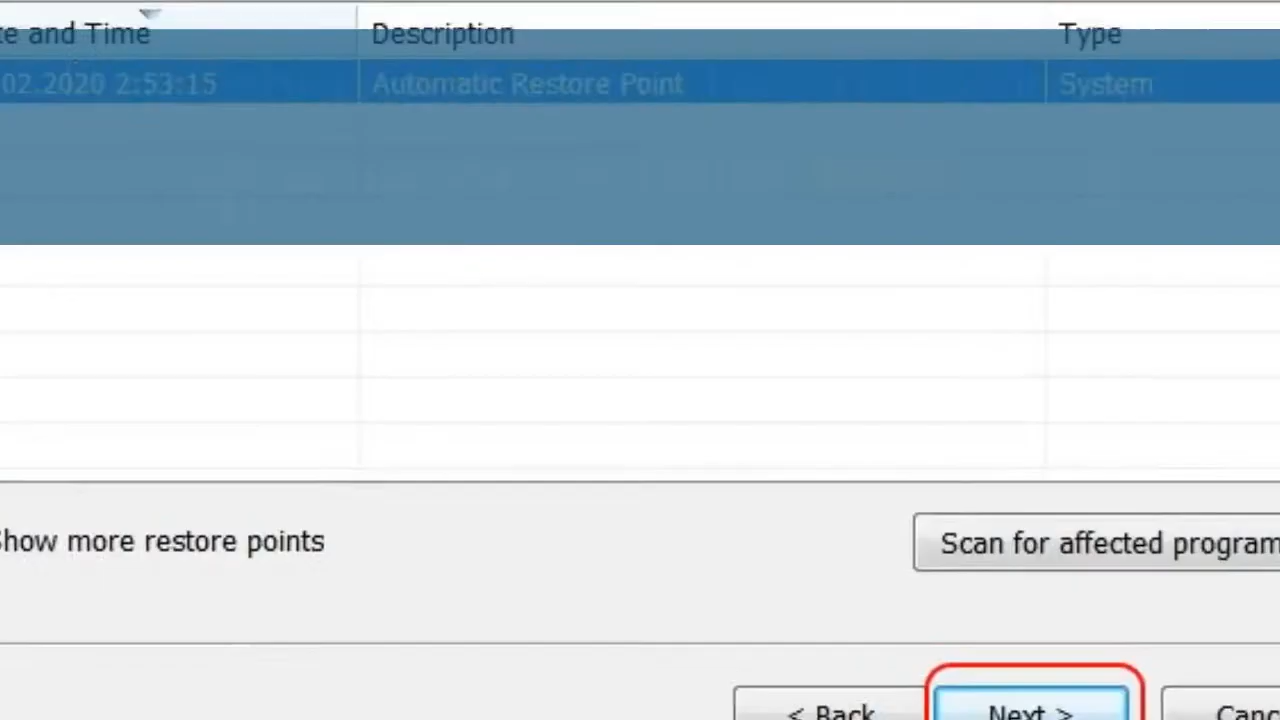 te and Time Description Type
02.2020 2:53:15 Automatic Restore Point System
Show more restore points Scan for affected program
< Back Next > Canc